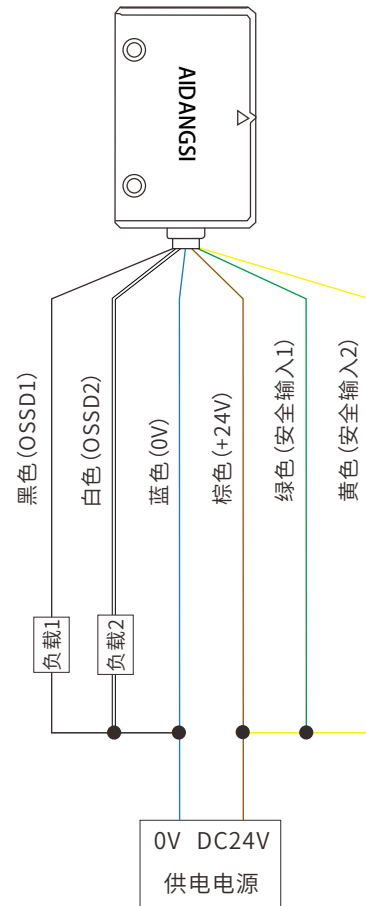 AIDANGSI
黑色(OSSD1)
白色(OSSD2)
蓝色(0V)
棕色(+24V)
绿色(安全输入1)
黄色(安全输入2)
负载1
负载2
0V DC24V
供电电源